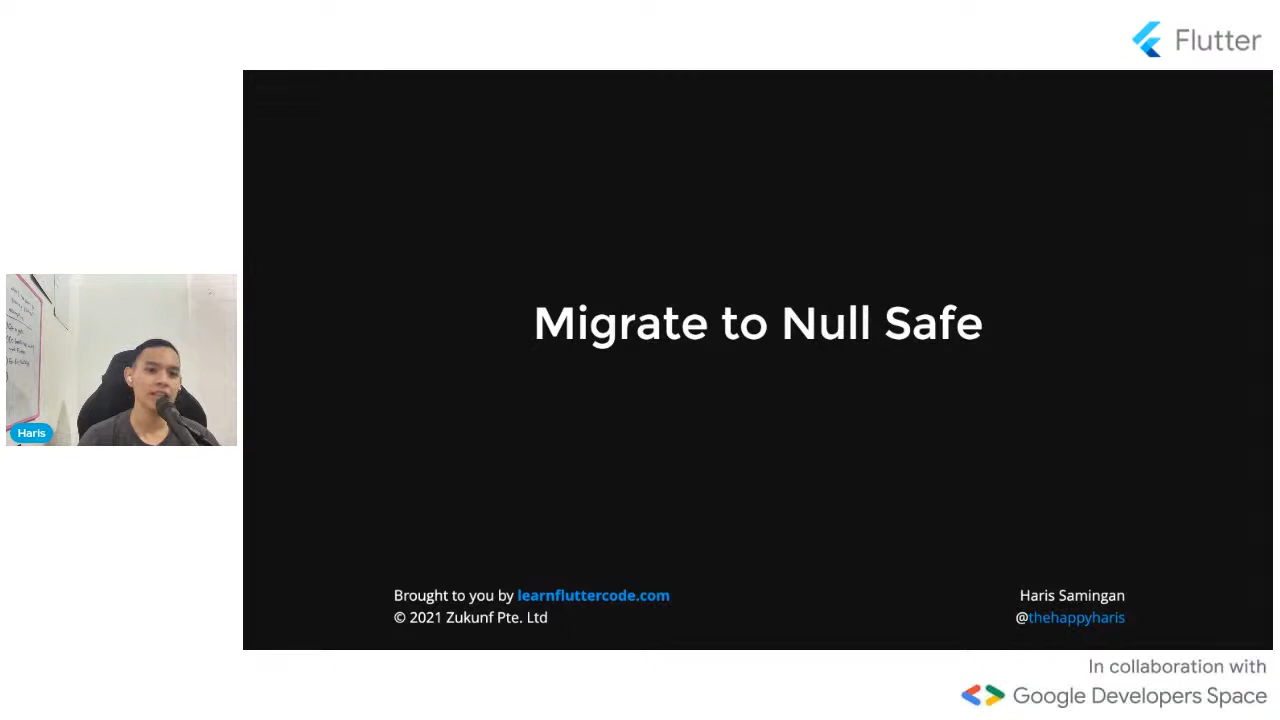 Flutter
Migrate to Null Safe
Haris
Brought to you by learnfluttercode.com
© 2021 Zukunf Pte. Ltd
Haris Samingan
@thehappyharis
In collaboration with
Google Developers Space